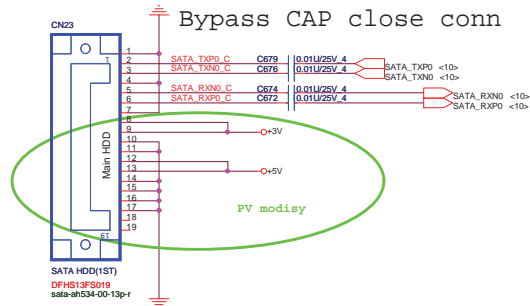 Bypass CAP close conn
CN23
1
1
2 SATA_TXP0_C C679 0.01U/25V_4 SATA_TXP0 <10>
3 SATA_TXN0_C C676 0.01U/25V_4 SATA_TXN0 <10>
4
5 SATA_RXN0_C C674 0.01U/25V_4 SATA_RXN0 <10>
6 SATA_RXP0_C C672 0.01U/25V_4 SATA_RXP0 <10>
7
8
9 +3V
10
11
12
13 +5V
14
15
16
17
18
19
19
Main HDD
PV modisy
SATA HDD(1ST)
DFHS13FS019
sata-ah534-00-13p-r